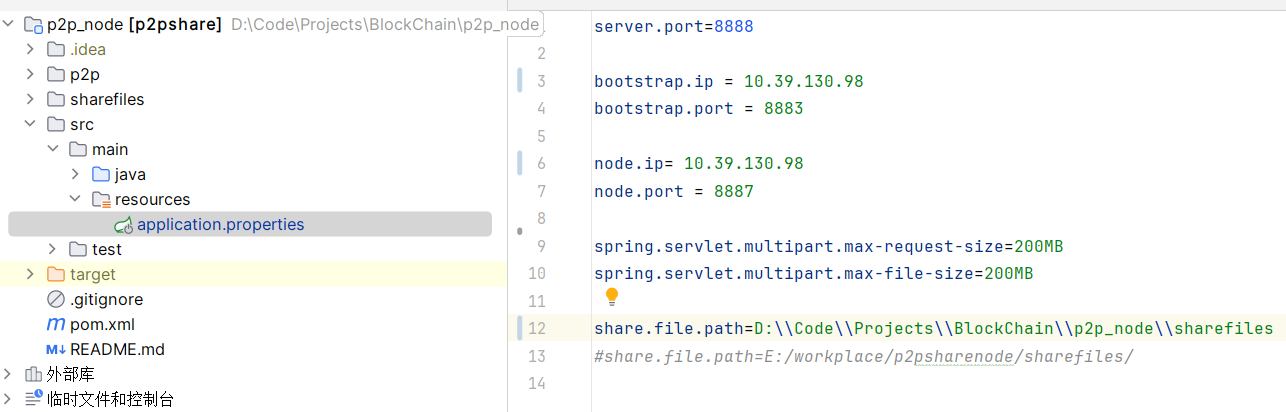 p2p_node [p2pshare] D:\Code\Projects\BlockChain\p2p_node
.idea
p2p
sharefiles
src
main
java
resources
application.properties
test
target
.gitignore
pom.xml
README.md
外部库
临时文件和控制台
server.port=8888
2
3 bootstrap.ip = 10.39.130.98
4 bootstrap.port = 8883
5
6 node.ip= 10.39.130.98
7 node.port = 8887
8
9 spring.servlet.multipart.max-request-size=200MB
10 spring.servlet.multipart.max-file-size=200MB
11
12 share.file.path=D:\\Code\\Projects\\BlockChain\\p2p_node\\sharefiles
13 #share.file.path=E:/workplace/p2psharenode/sharefiles/
14